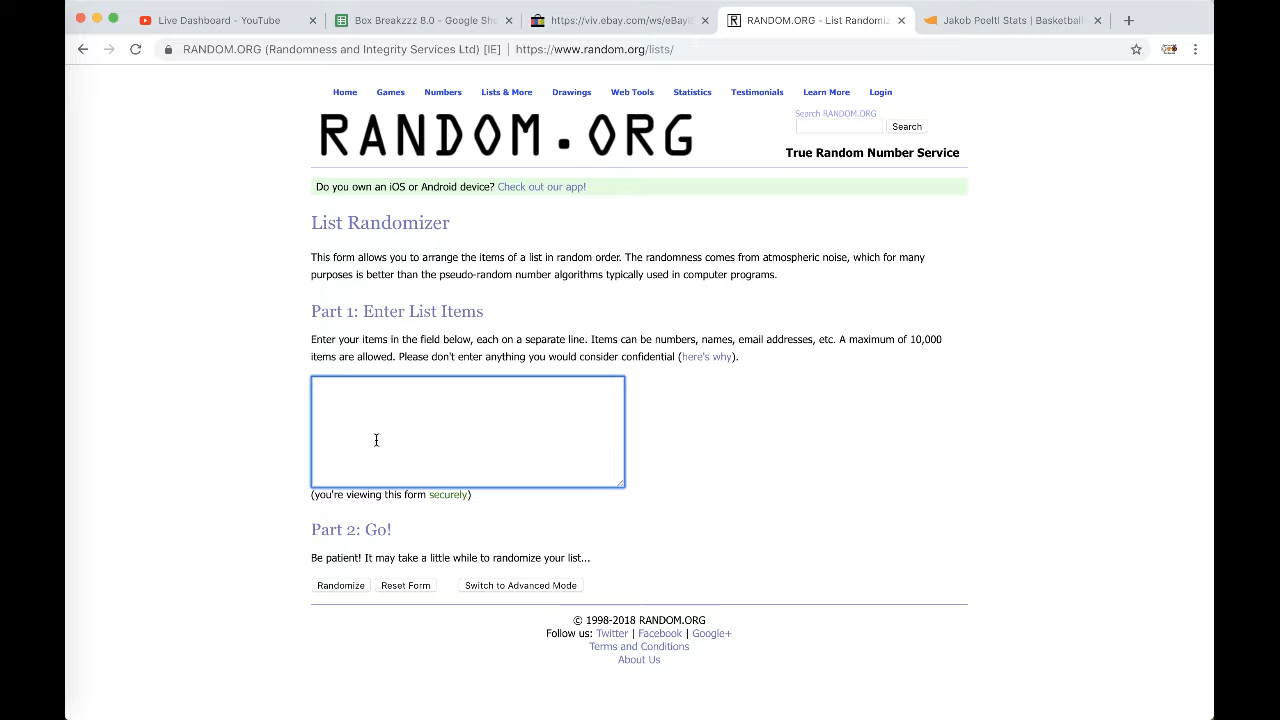 Live Dashboard - YouTube
Box Breakzzz 8.0 - Google She
https://viv.ebay.com/ws/eBayI
RANDOM.ORG - List Randomiz
Jakob Poeltl Stats | Basketball
RANDOM.ORG (Randomness and Integrity Services Ltd) [IE] | https://www.random.org/lists/
Home Games Numbers Lists & More Drawings Web Tools Statistics Testimonials Learn More Login
RANDOM.ORG
Search RANDOM.ORG
Search
True Random Number Service
Do you own an iOS or Android device? Check out our app!
List Randomizer
This form allows you to arrange the items of a list in random order. The randomness comes from atmospheric noise, which for many
purposes is better than the pseudo-random number algorithms typically used in computer programs.
Part 1: Enter List Items
Enter your items in the field below, each on a separate line. Items can be numbers, names, email addresses, etc. A maximum of 10,000
items are allowed. Please don't enter anything you would consider confidential (here's why).
(you're viewing this form securely)
Part 2: Go!
Be patient! It may take a little while to randomize your list...
Randomize Reset Form Switch to Advanced Mode
© 1998-2018 RANDOM.ORG
Follow us: Twitter | Facebook | Google+
Terms and Conditions
About Us